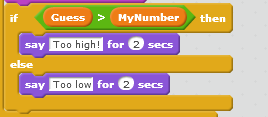 if Guess > MyNumber then
say Too high! for 2 secs
else
say Too low for 2 secs